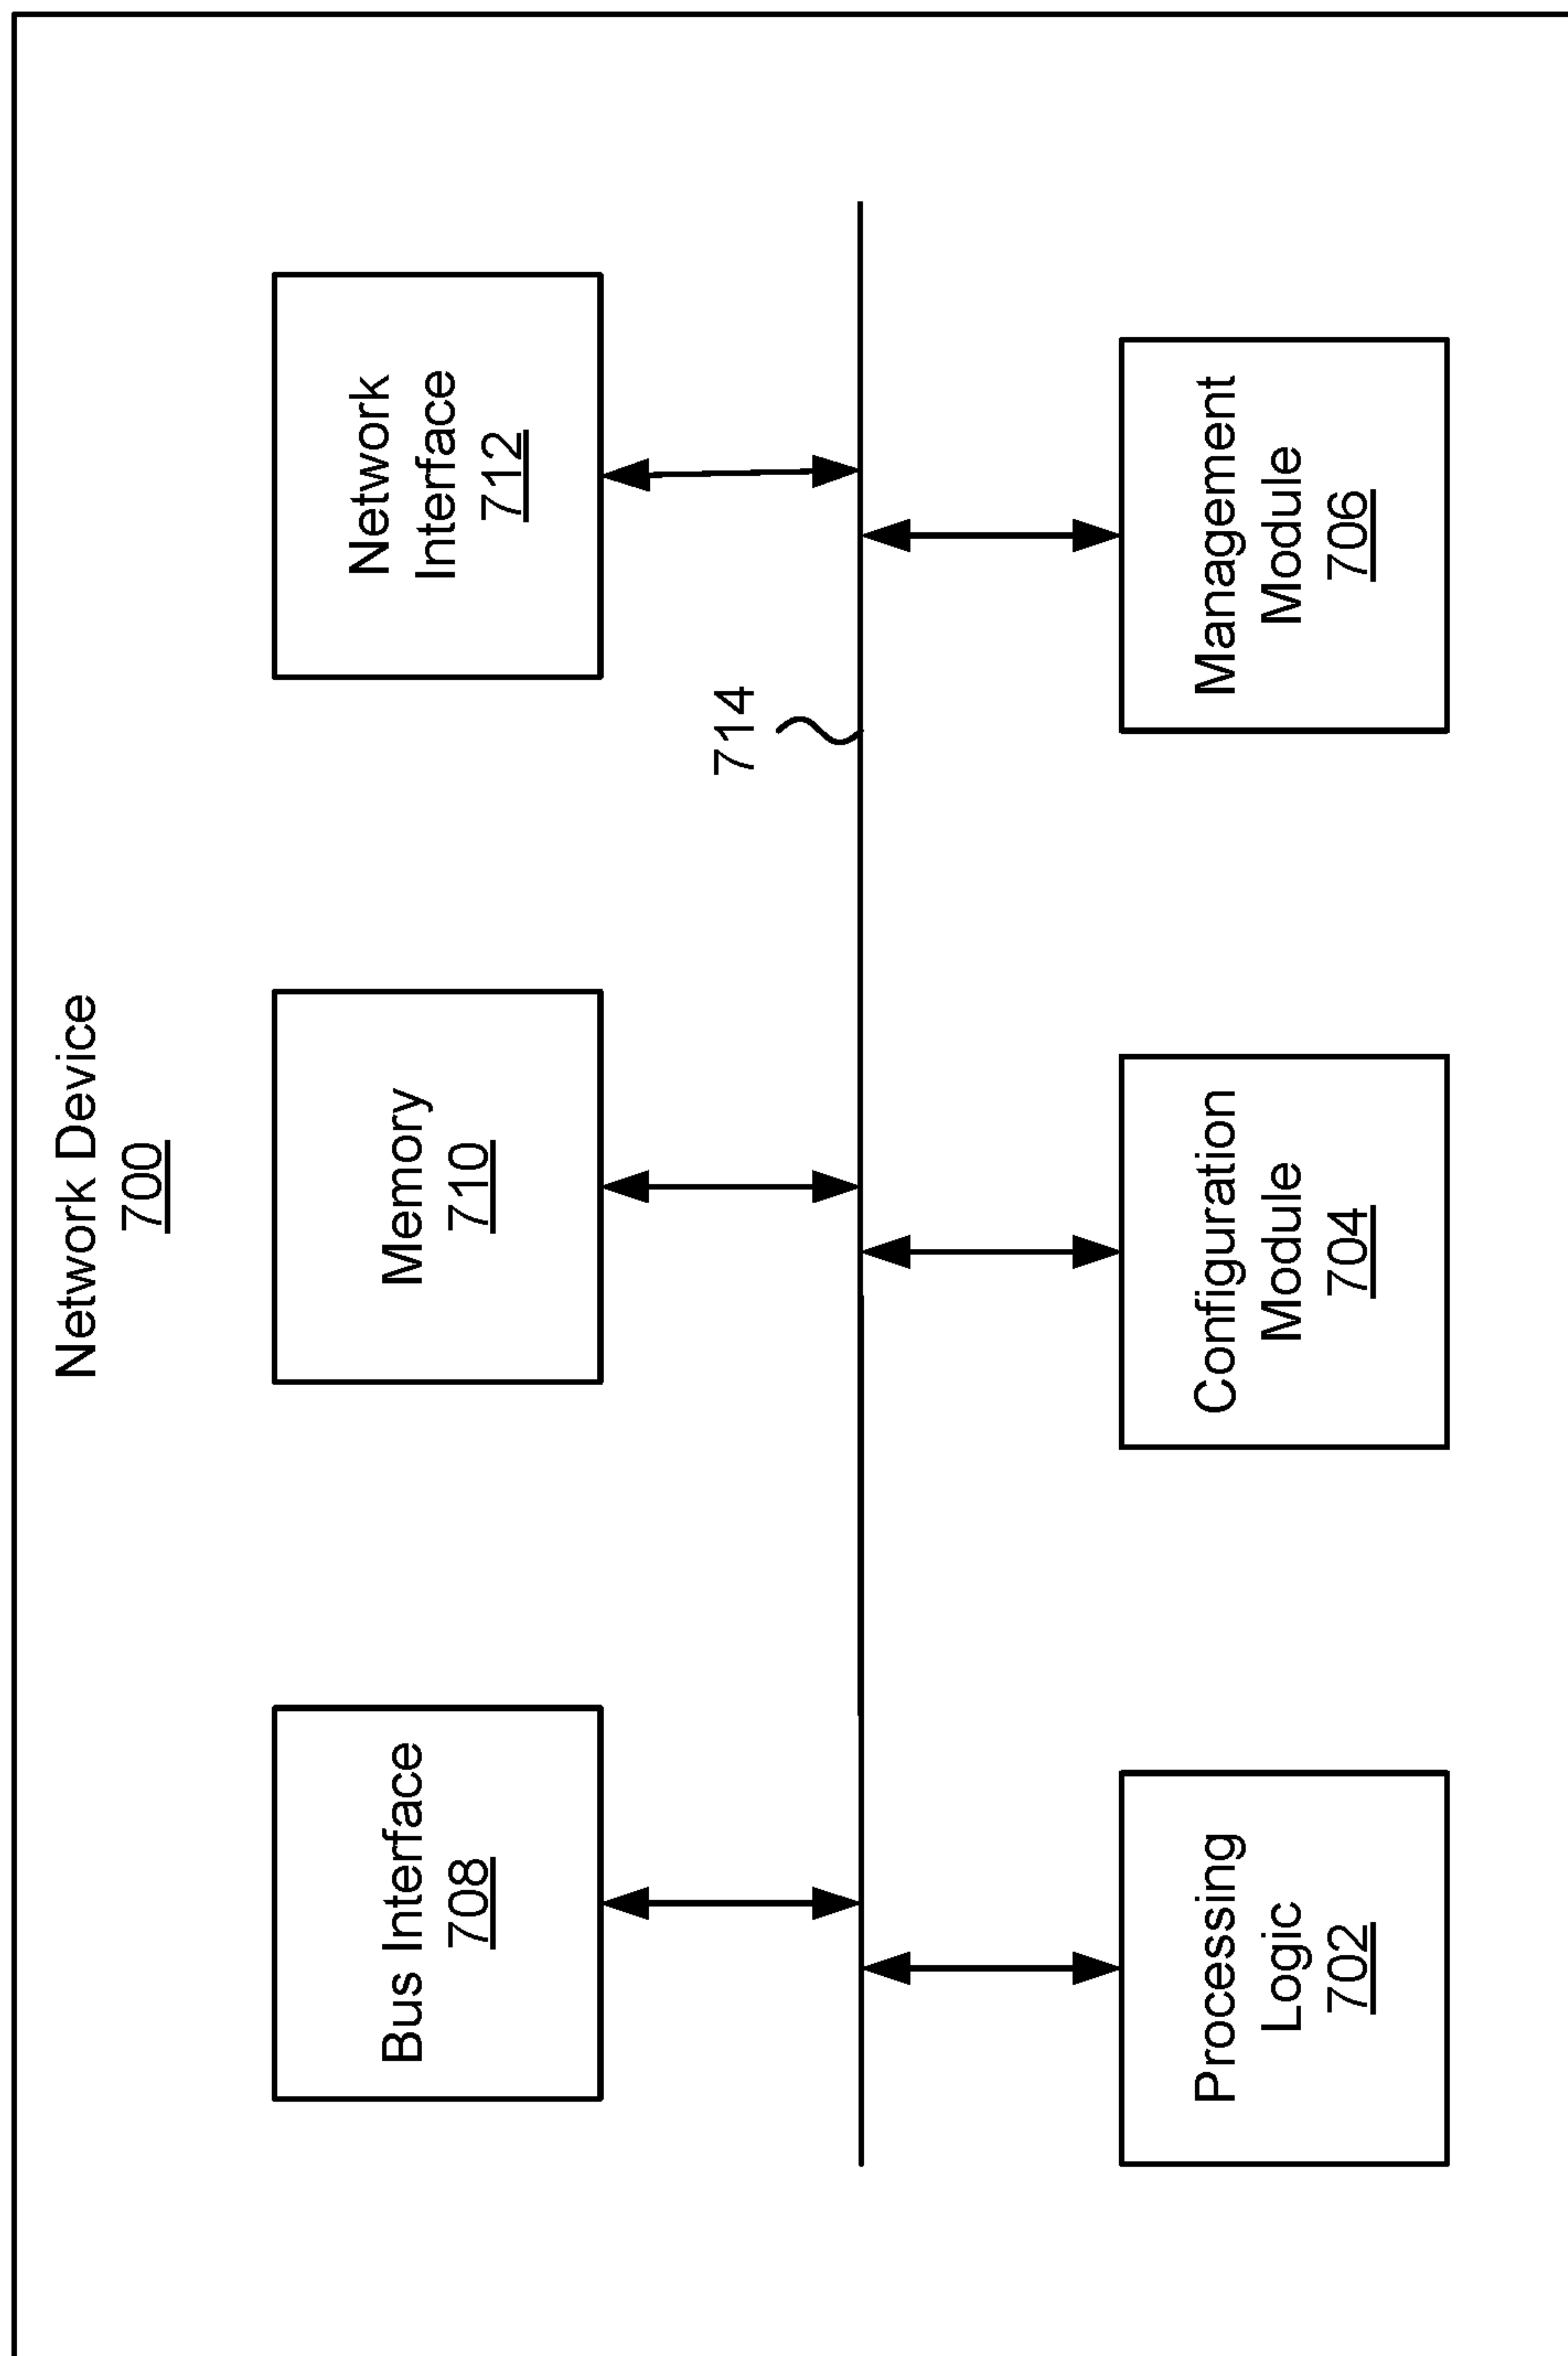 Network Device
700
Bus Interface
708
Memory
710
Network
Interface
712
714
Processing
Logic
702
Configuration
Module
704
Management
Module
706